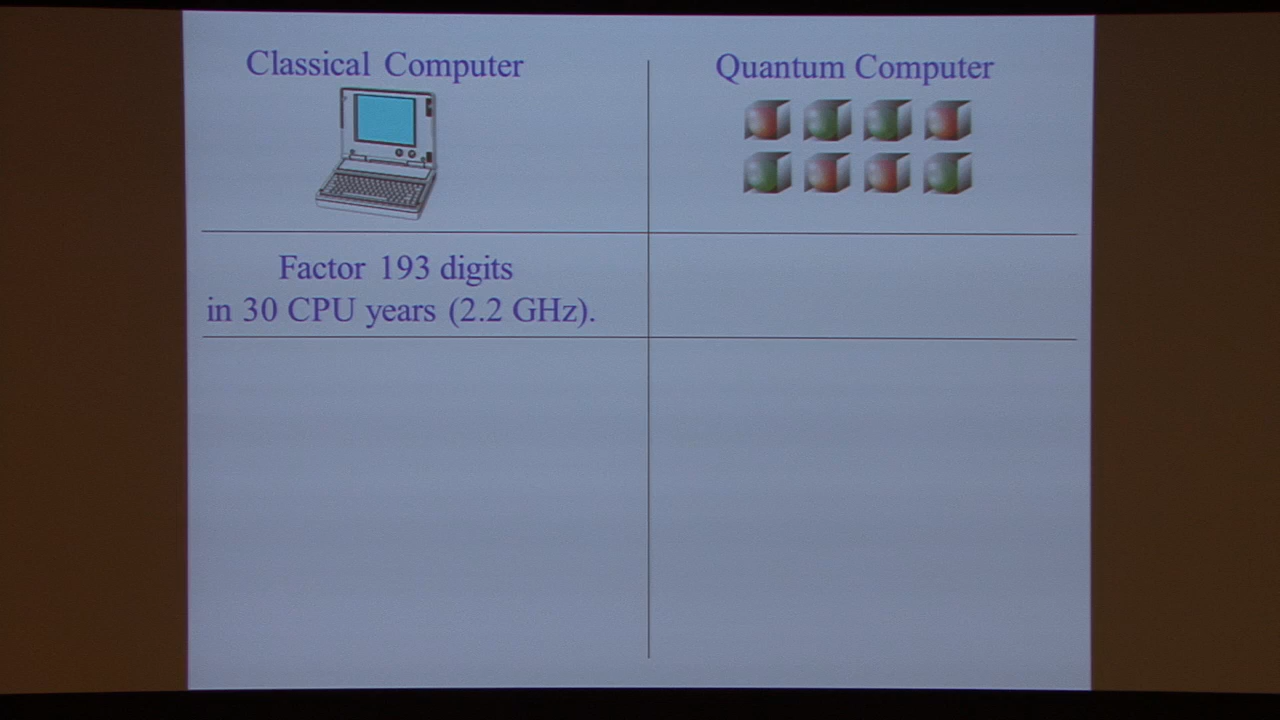 Classical Computer
Quantum Computer
Factor 193 digits
in 30 CPU years (2.2 GHz).